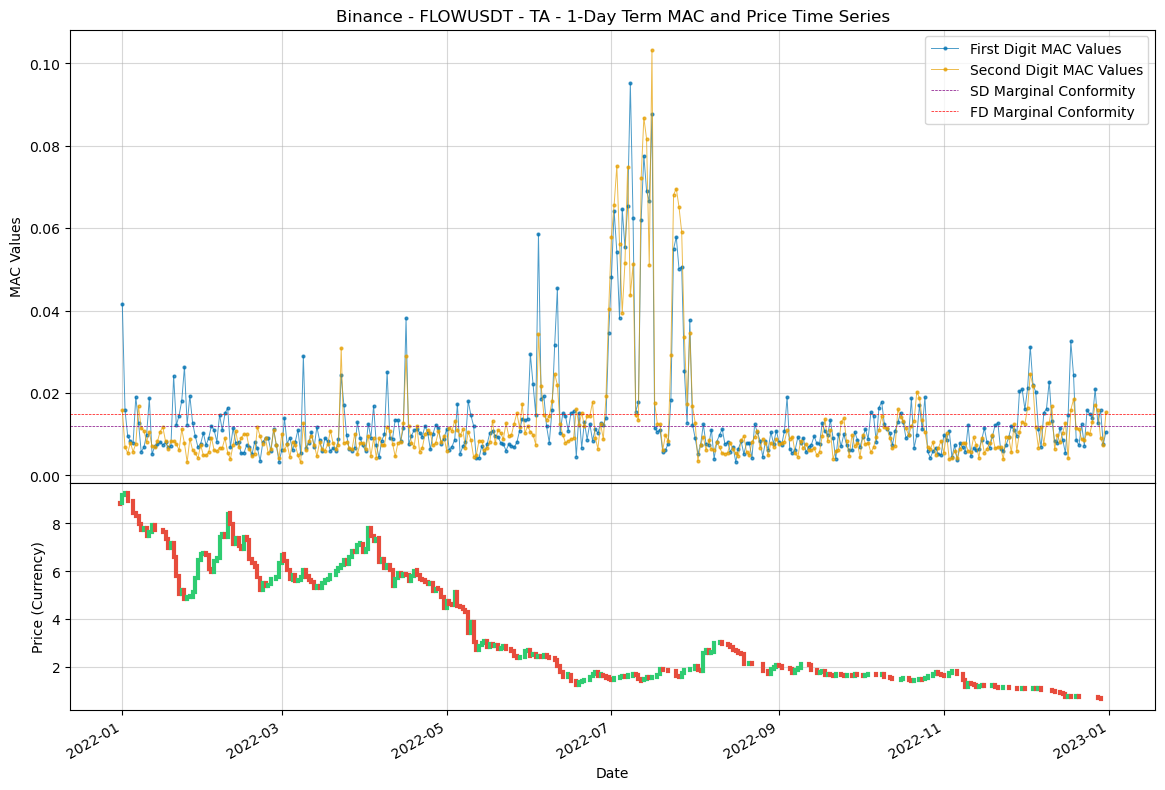 Binance - FLOWUSDT - TA - 1-Day Term MAC and Price Time Series
First Digit MAC Values
Second Digit MAC Values
SD Marginal Conformity
FD Marginal Conformity
MAC Values
0.10
0.08
0.06
0.04
0.02
0.00
Price (Currency)
8
6
4
2
2022-01
2022-03
2022-05
2022-07
2022-09
2022-11
2023-01
Date